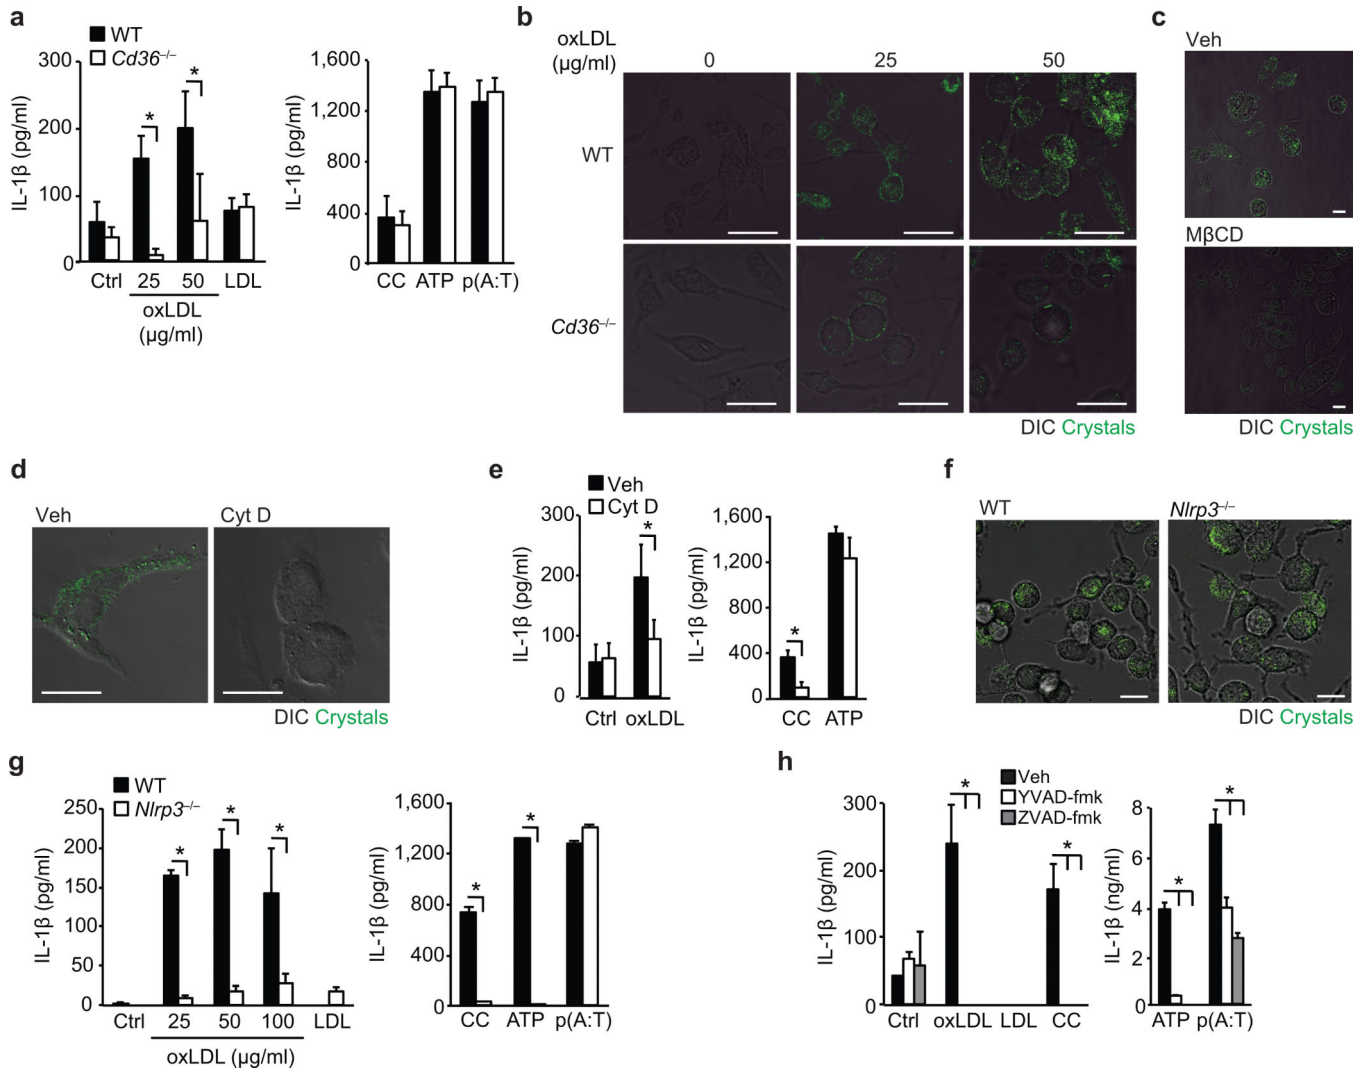 a
WT
Cd36–/–
IL-1β (pg/ml)
300
200
100
0
*
*
Ctrl
25
50
LDL
oxLDL
(µg/ml)
IL-1β (pg/ml)
1,600
1,200
800
400
0
CC ATP p(A:T)
b
oxLDL
(µg/ml)
0
25
50
WT
Cd36–/–
DIC Crystals
c
Veh
MβCD
DIC Crystals
d
Veh
Cyt D
DIC Crystals
e
Veh
Cyt D
IL-1β (pg/ml)
300
200
100
0
*
Ctrl oxLDL
IL-1β (pg/ml)
1,600
1,200
800
400
0
*
CC ATP
f
WT
Nlrp3–/–
DIC Crystals
g
WT
Nlrp3–/–
IL-1β (pg/ml)
250
200
150
100
50
0
*
*
*
Ctrl 25 50 100 LDL
oxLDL (µg/ml)
IL-1β (pg/ml)
1,600
1,200
800
400
0
*
*
CC ATP p(A:T)
h
Veh
YVAD-fmk
ZVAD-fmk
IL-1β (pg/ml)
300
200
100
0
*
*
Ctrl oxLDL LDL CC
IL-1β (ng/ml)
8
6
4
2
0
*
*
ATP p(A:T)